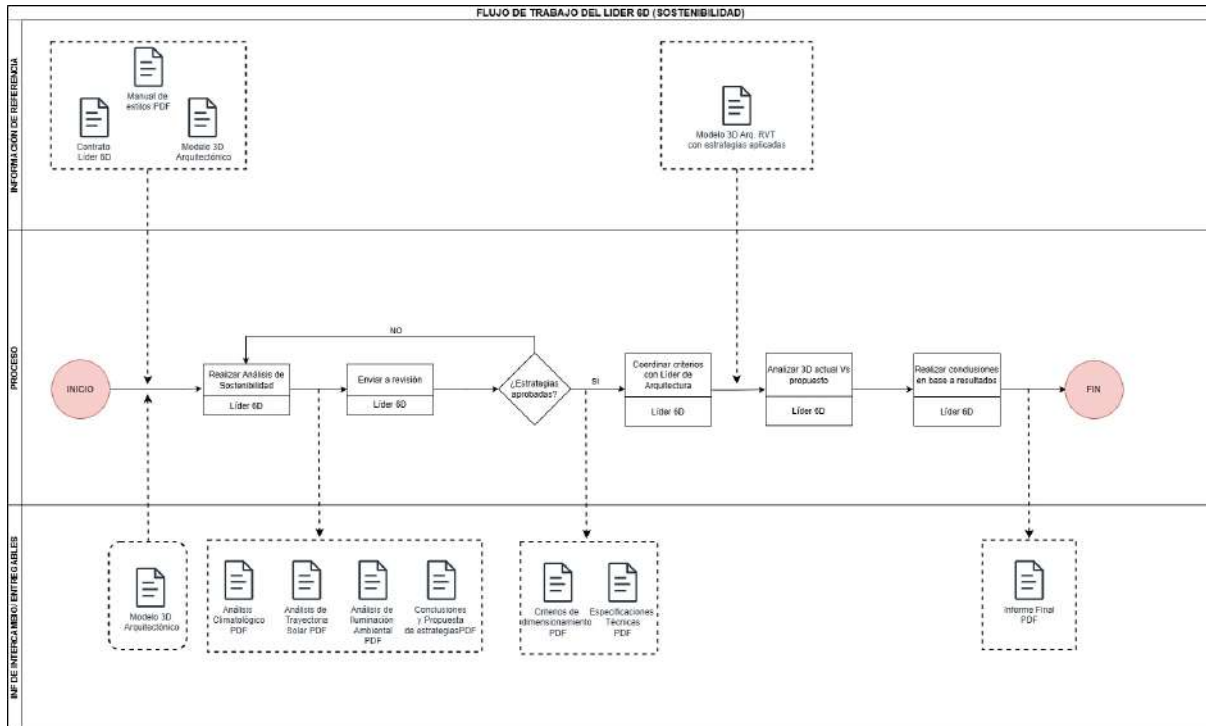 FLUJO DE TRABAJO DEL LIDER 6D (SOSTENIBILIDAD)
INFORMACION DE REFERENCIA
Manual de
estilos PDF
Contrato
Líder 6D
Modelo 3D
Arquitectónico
Modelo 3D Arq. RVT
con estrategias aplicadas
PROCESO
INICIO
Realizar Análisis de
Sostenibilidad
Líder 6D
Enviar a revisión
Líder 6D
NO
¿Estrategias
aprobadas?
SI
Coordinar criterios
con Líder de
Arquitectura
Líder 6D
Analizar 3D actual Vs
propuesto
Líder 6D
Realizar conclusiones
en base a resultados
Líder 6D
FIN
INF DE INTERCAMBIO/ ENTREGABLES
Modelo 3D
Arquitectónico
Análisis
Climatológico
PDF
Análisis de
Trayectoria
Solar PDF
Análisis de
Iluminación
Ambiental
PDF
Conclusiones
y Propuesta
de estrategiasPDF
Criterios de
dimensionamiento
PDF
Especificaciones
Técnicas
PDF
Informe Final
PDF